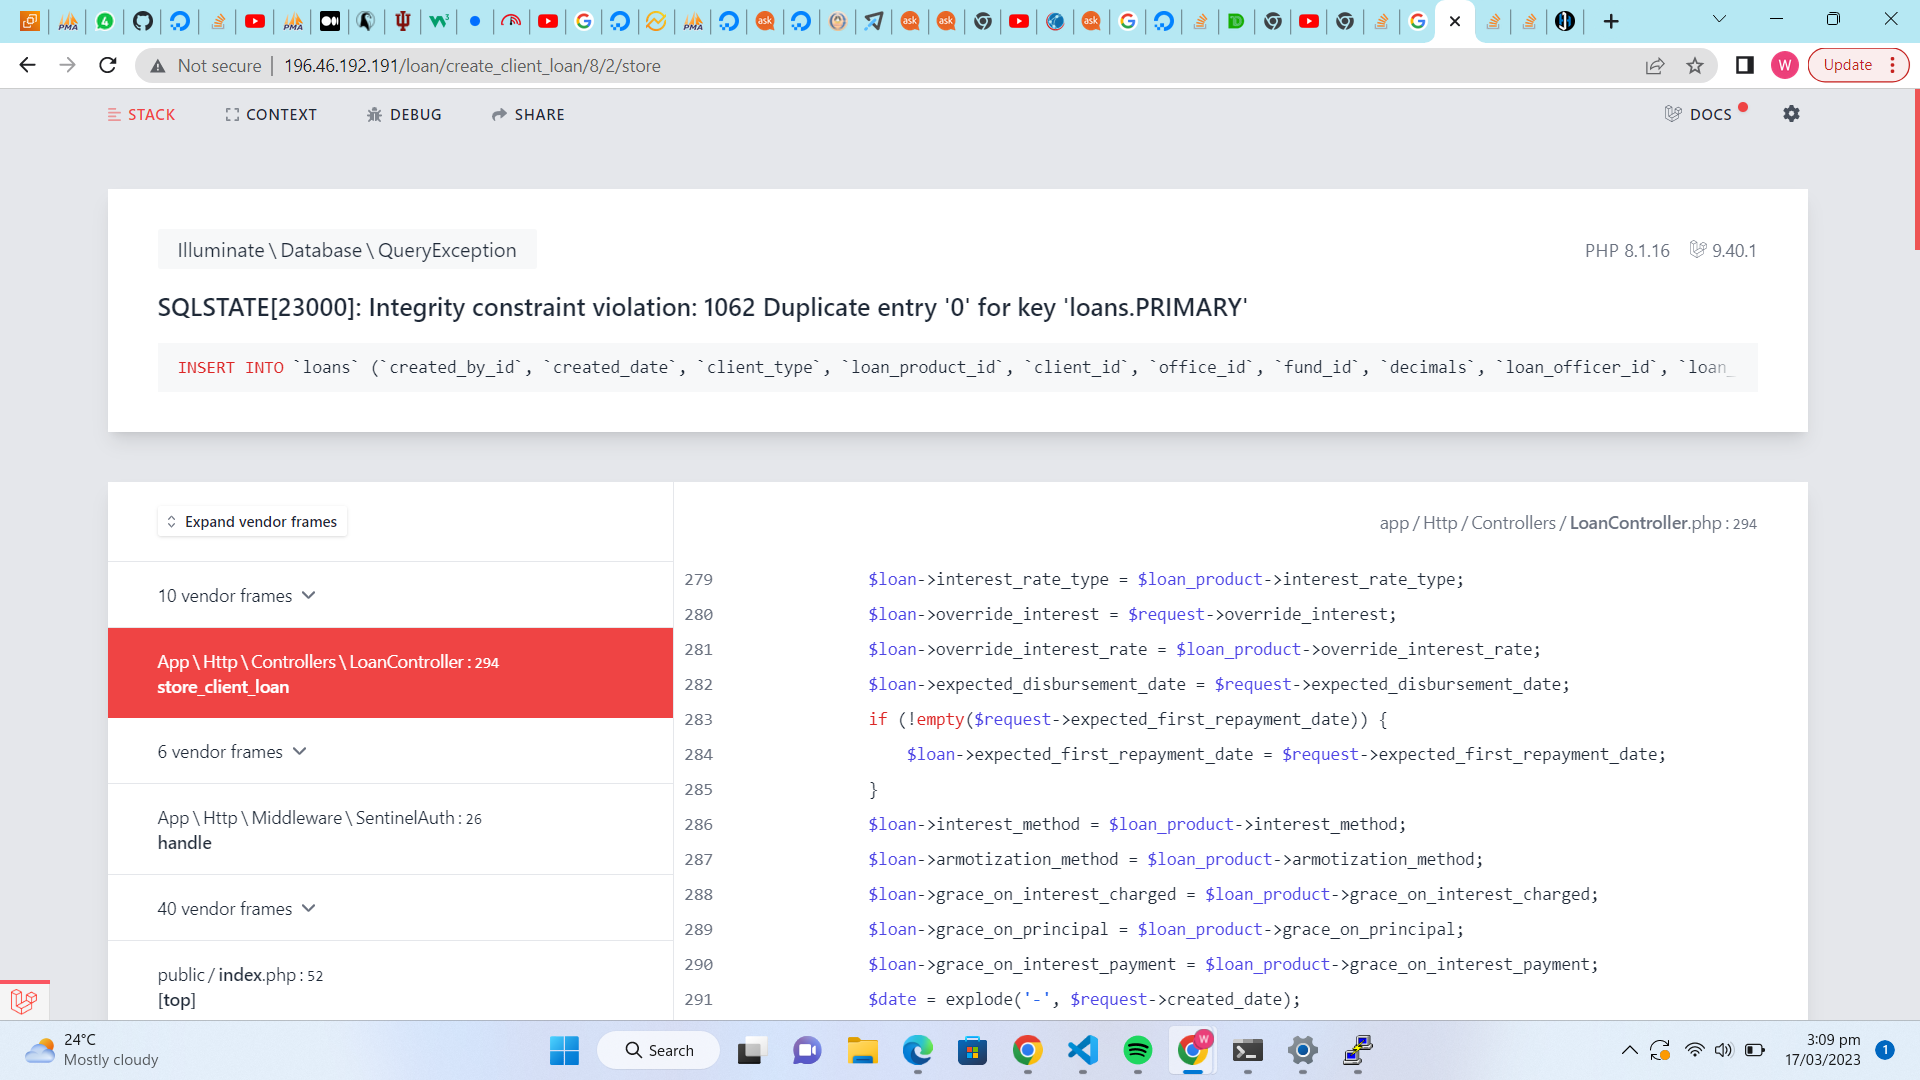 Not secure | 196.46.192.191/loan/create_client_loan/8/2/store
W
Update
STACK
CONTEXT
DEBUG
SHARE
DOCS
Illuminate \ Database \ QueryException
PHP 8.1.16
9.40.1
SQLSTATE[23000]: Integrity constraint violation: 1062 Duplicate entry '0' for key 'loans.PRIMARY'
INSERT INTO `loans` (`created_by_id`, `created_date`, `client_type`, `loan_product_id`, `client_id`, `office_id`, `fund_id`, `decimals`, `loan_officer_id`, `loan_
Expand vendor frames
10 vendor frames
App \ Http \ Controllers \ LoanController : 294
store_client_loan
6 vendor frames
App \ Http \ Middleware \ SentinelAuth : 26
handle
40 vendor frames
public / index.php : 52
[top]
app / Http / Controllers / LoanController.php : 294
279 $loan->interest_rate_type = $loan_product->interest_rate_type;
280 $loan->override_interest = $request->override_interest;
281 $loan->override_interest_rate = $loan_product->override_interest_rate;
282 $loan->expected_disbursement_date = $request->expected_disbursement_date;
283 if (!empty($request->expected_first_repayment_date)) {
284 $loan->expected_first_repayment_date = $request->expected_first_repayment_date;
285 }
286 $loan->interest_method = $loan_product->interest_method;
287 $loan->armotization_method = $loan_product->armotization_method;
288 $loan->grace_on_interest_charged = $loan_product->grace_on_interest_charged;
289 $loan->grace_on_principal = $loan_product->grace_on_principal;
290 $loan->grace_on_interest_payment = $loan_product->grace_on_interest_payment;
291 $date = explode('-', $request->created_date);
24°C
Mostly cloudy
Search
W
3:09 pm
17/03/2023
1